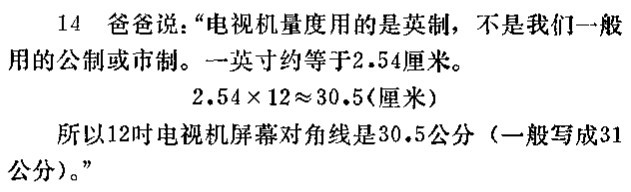 14 爸爸说：“电视机量度用的是英制，不是我们一般
用的公制或市制。一英寸约等于2.54厘米。
2.54×12≈30.5(厘米)
所以12吋电视机屏幕对角线是30.5公分（一般写成31
公分）。”